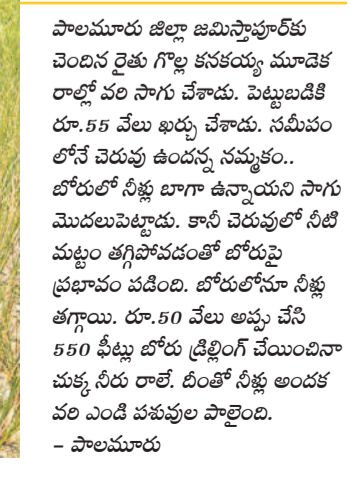 పాలమూరు జిల్లా జమిస్తాపూర్‌కు
చెందిన రైతు గొల్ల కనకయ్య మూడెక
రాల్లో వరి సాగు చేశాడు. పెట్టుబడికి
రూ.55 వేలు ఖర్చు చేశాడు. సమీపం
లోనే చెరువు ఉందన్న నమ్మకం..
బోరులో నీళ్లు బాగా ఉన్నాయని సాగు
మొదలుపెట్టాడు. కానీ చెరువులో నీటి
మట్టం తగ్గిపోవడంతో బోరుపై
ప్రభావం పడింది. బోరులోనూ నీళ్లు
తగ్గాయి. రూ.50 వేలు అప్పు చేసి
550 ఫీట్లు బోరు డ్రిల్లింగ్ చేయించినా
చుక్క నీరు రాలే. దీంతో నీళ్లు అందక
వరి ఎండి పశువుల పాలైంది.
– పాలమూరు